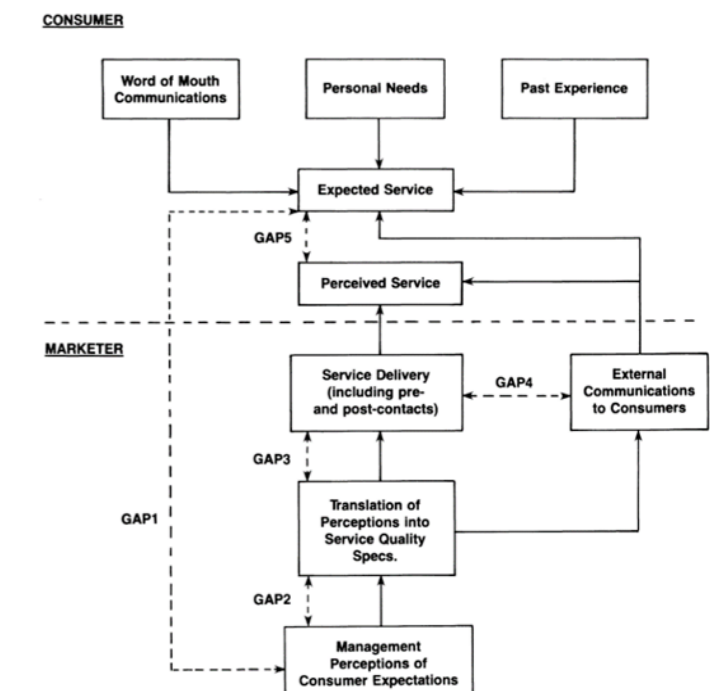 CONSUMER
Word of Mouth
Communications
Personal Needs
Past Experience
Expected Service
GAP5
Perceived Service
MARKETER
Service Delivery
(including pre-
and post-contacts)
GAP4
External
Communications
to Consumers
GAP3
Translation of
Perceptions into
Service Quality
Specs.
GAP1
GAP2
Management
Perceptions of
Consumer Expectations